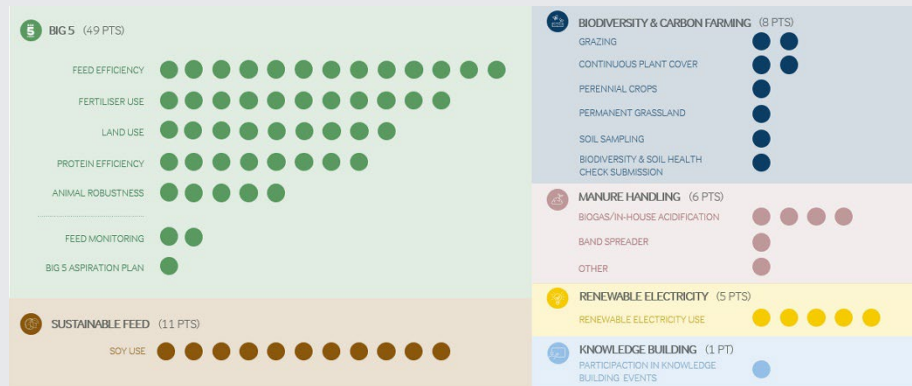 5
BIG 5 (49 PTS)
FEED EFFICIENCY
FERTILISER USE
LAND USE
PROTEIN EFFICIENCY
ANIMAL ROBUSTNESS
FEED MONITORING
BIG 5 ASPIRATION PLAN
SUSTAINABLE FEED (11 PTS)
SOY USE
BIODIVERSITY & CARBON FARMING (8 PTS)
GRAZING
CONTINUOUS PLANT COVER
PERENNIAL CROPS
PERMANENT GRASSLAND
SOIL SAMPLING
BIODIVERSITY & SOIL HEALTH
CHECK SUBMISSION
MANURE HANDLING (6 PTS)
BIOGAS/IN-HOUSE ACIDIFICATION
BAND SPREADER
OTHER
RENEWABLE ELECTRICITY (5 PTS)
RENEWABLE ELECTRICITY USE
KNOWLEDGE BUILDING (1 PT)
PARTICIPACTION IN KNOWLEDGE
BUILDING EVENTS